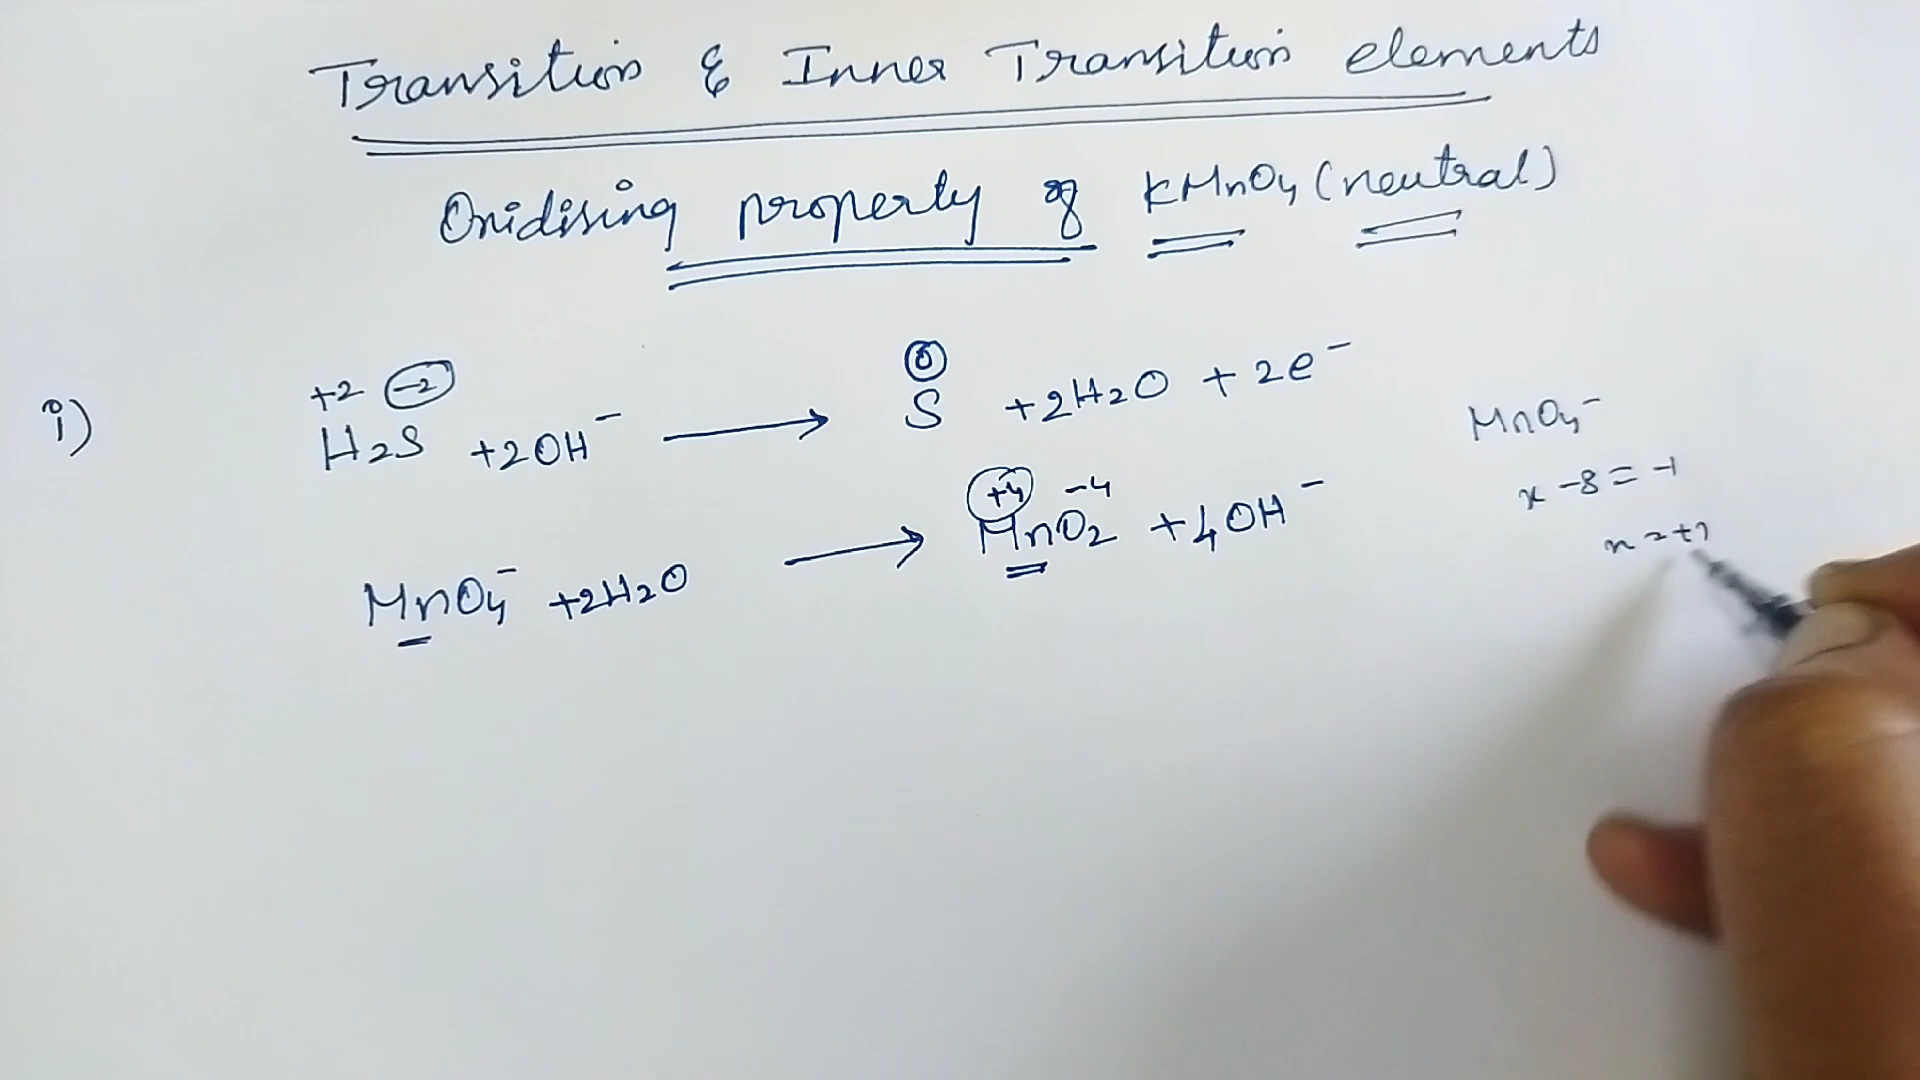 Transition & Inner Transition elements
Oxidising property of KMnO4 (neutral)
+2 -2 0
i) H2S +2OH⁻ → S +2H2O + 2e⁻
+4 -4
MnO4⁻ +2H2O → MnO2 +4OH⁻
MnO4⁻
x -8 = -1
x = +7